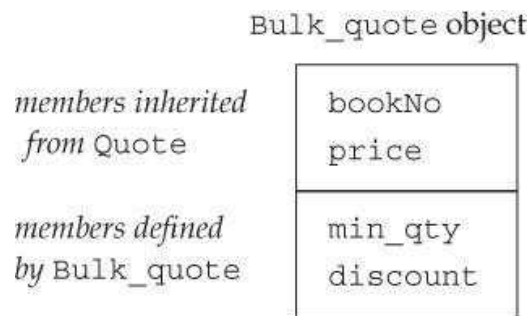 Bulk_quote object
members inherited
from Quote
bookNo
price
members defined
by Bulk_quote
min_qty
discount